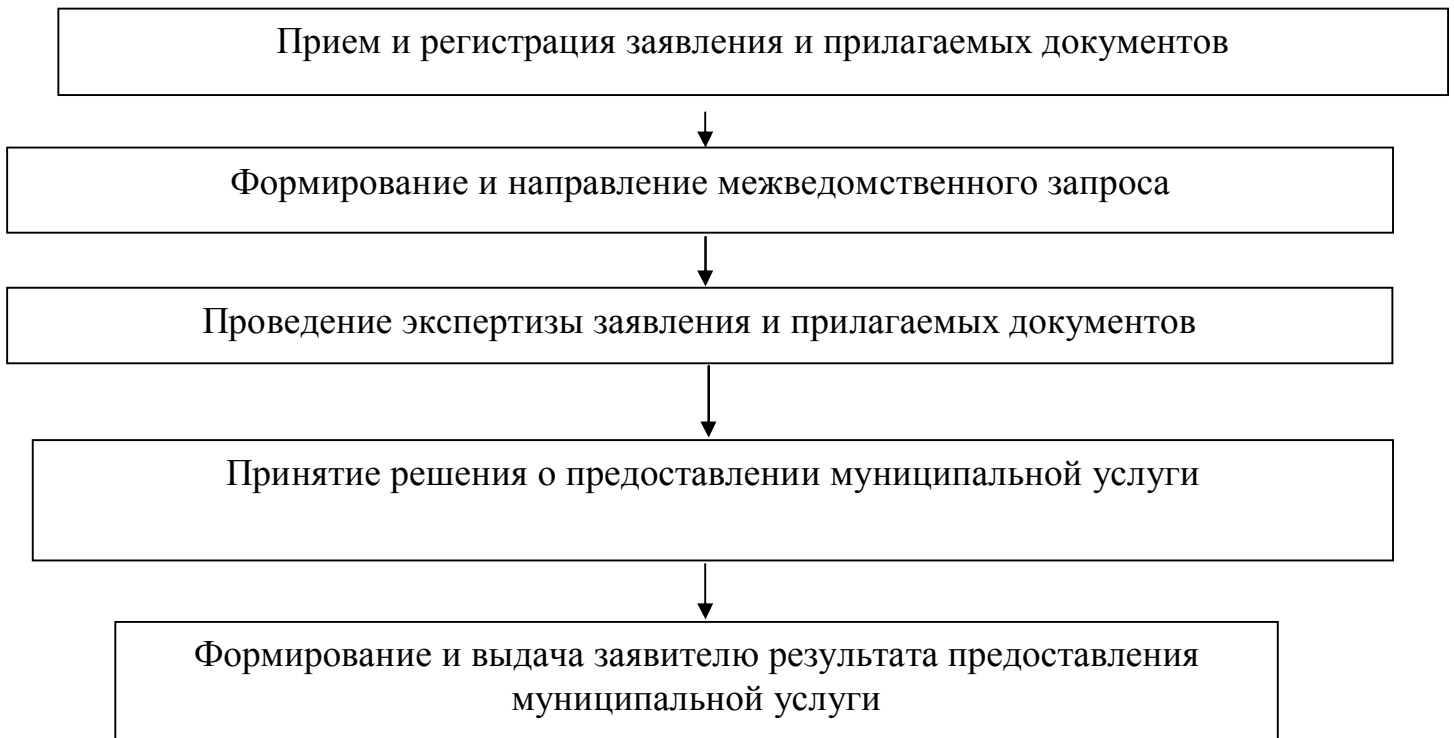 Прием и регистрация заявления и прилагаемых документов
Формирование и направление межведомственного запроса
Проведение экспертизы заявления и прилагаемых документов
Принятие решения о предоставлении муниципальной услуги
Формирование и выдача заявителю результата предоставления
муниципальной услуги